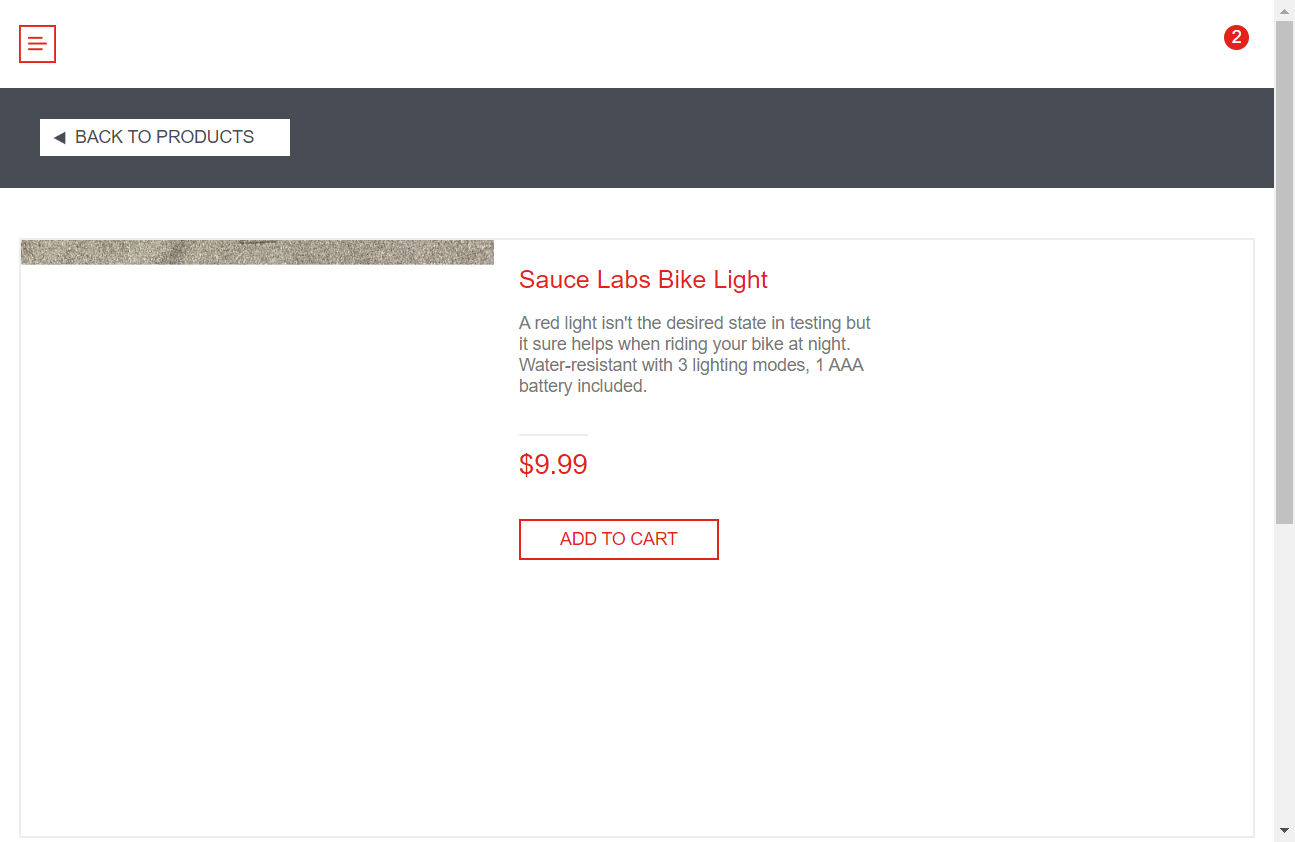 2
BACK TO PRODUCTS
Sauce Labs Bike Light
A red light isn't the desired state in testing but
it sure helps when riding your bike at night.
Water-resistant with 3 lighting modes, 1 AAA
battery included.
$9.99
ADD TO CART